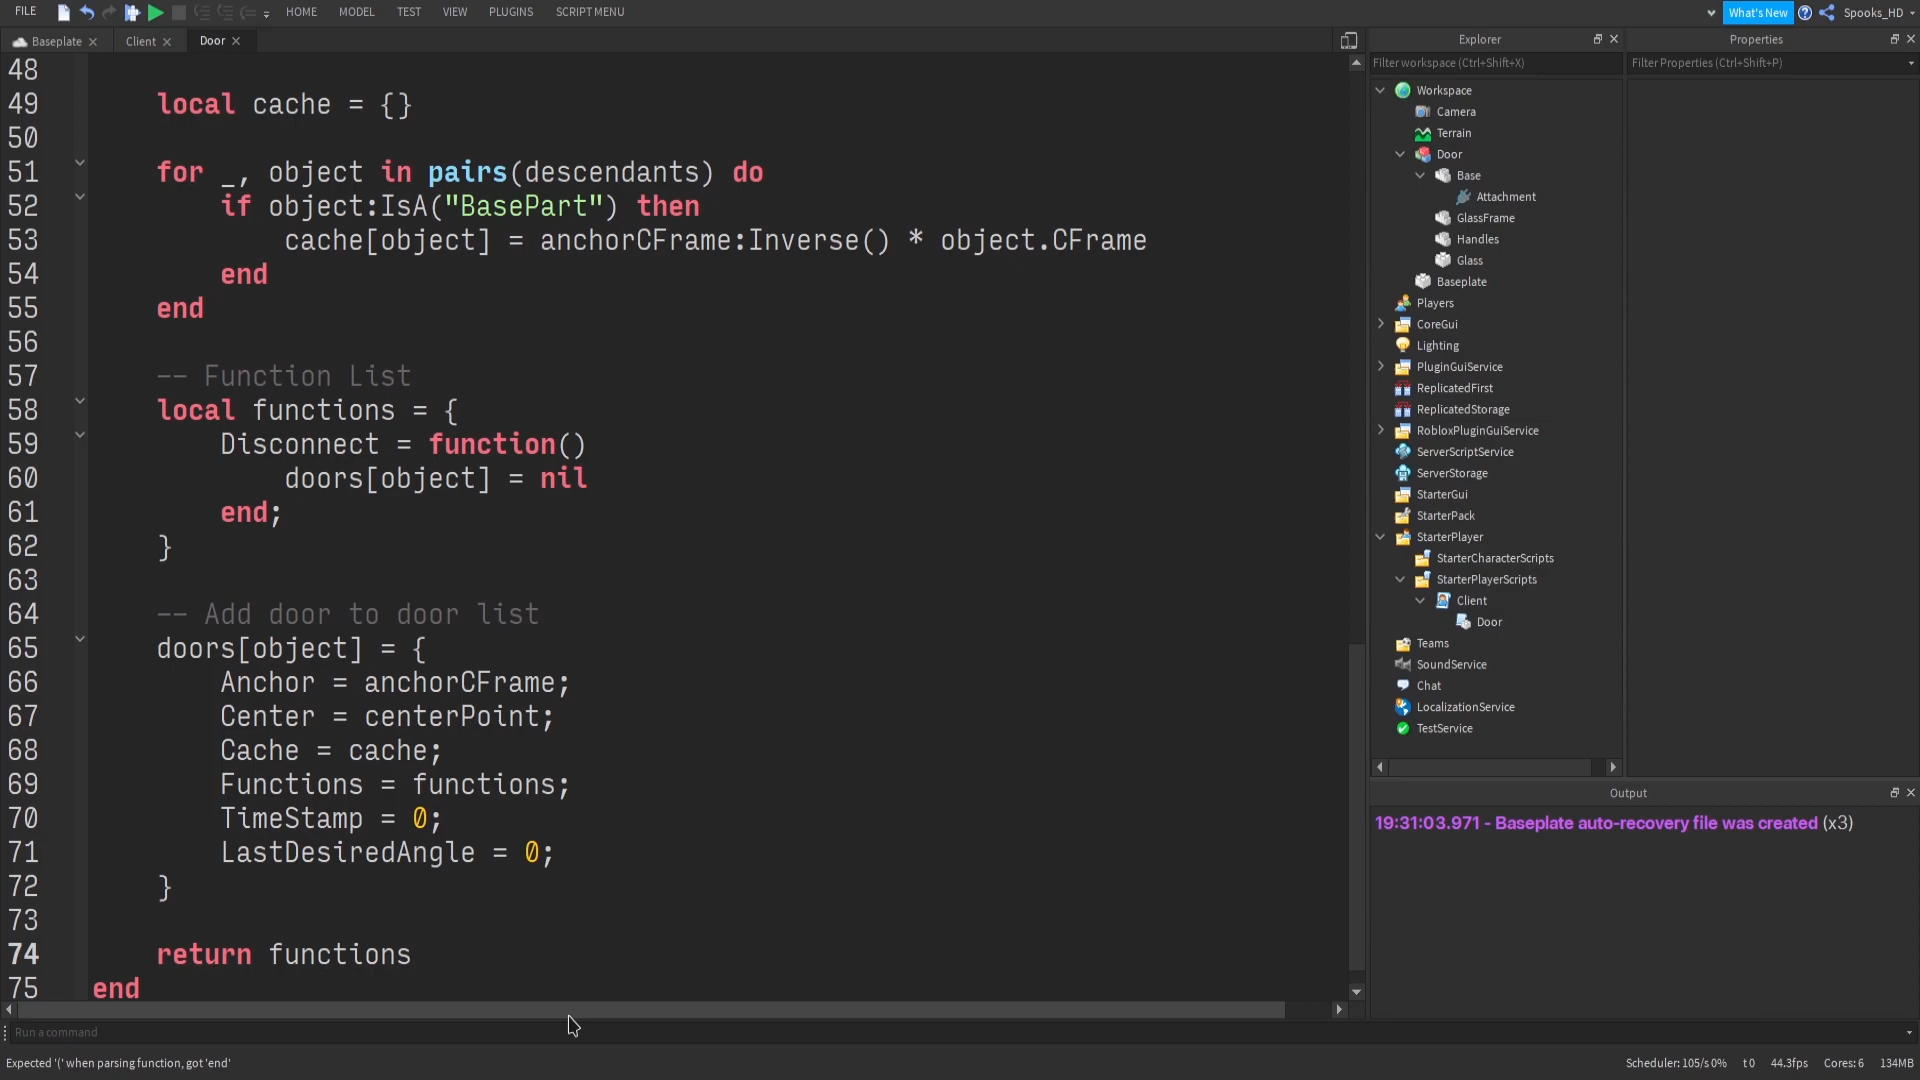 FILE HOME MODEL TEST VIEW PLUGINS SCRIPT MENU What's New Spooks_HD
Baseplate Client Door
48
49 local cache = {}
50
51 for _, object in pairs(descendants) do
52 if object:IsA("BasePart") then
53 cache[object] = anchorCFrame:Inverse() * object.CFrame
54 end
55 end
56
57 -- Function List
58 local functions = {
59 Disconnect = function()
60 doors[object] = nil
61 end;
62 }
63
64 -- Add door to door list
65 doors[object] = {
66 Anchor = anchorCFrame;
67 Center = centerPoint;
68 Cache = cache;
69 Functions = functions;
70 TimeStamp = 0;
71 LastDesiredAngle = 0;
72 }
73
74 return functions
75 end
Run a command
Expected '(' when parsing function, got 'end'
Explorer
Filter workspace (Ctrl+Shift+X)
Workspace
Camera
Terrain
Door
Base
Attachment
GlassFrame
Handles
Glass
Baseplate
Players
CoreGui
Lighting
PluginGuiService
ReplicatedFirst
ReplicatedStorage
RobloxPluginGuiService
ServerScriptService
ServerStorage
StarterGui
StarterPack
StarterPlayer
StarterCharacterScripts
StarterPlayerScripts
Client
Door
Teams
SoundService
Chat
LocalizationService
TestService
Properties
Filter Properties (Ctrl+Shift+P)
Output
19:31:03.971 - Baseplate auto-recovery file was created (x3)
Scheduler: 105/s 0% t 0 44.3fps Cores: 6 134MB